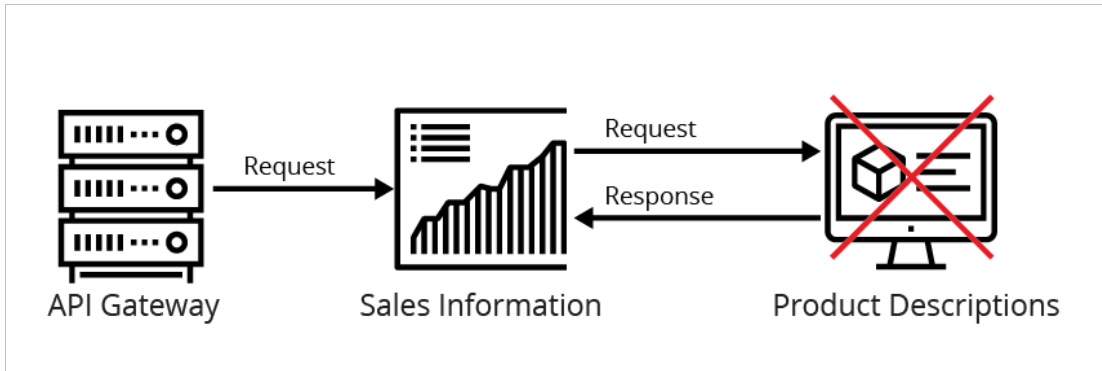 Request
Request
Response
API Gateway
Sales Information
Product Descriptions